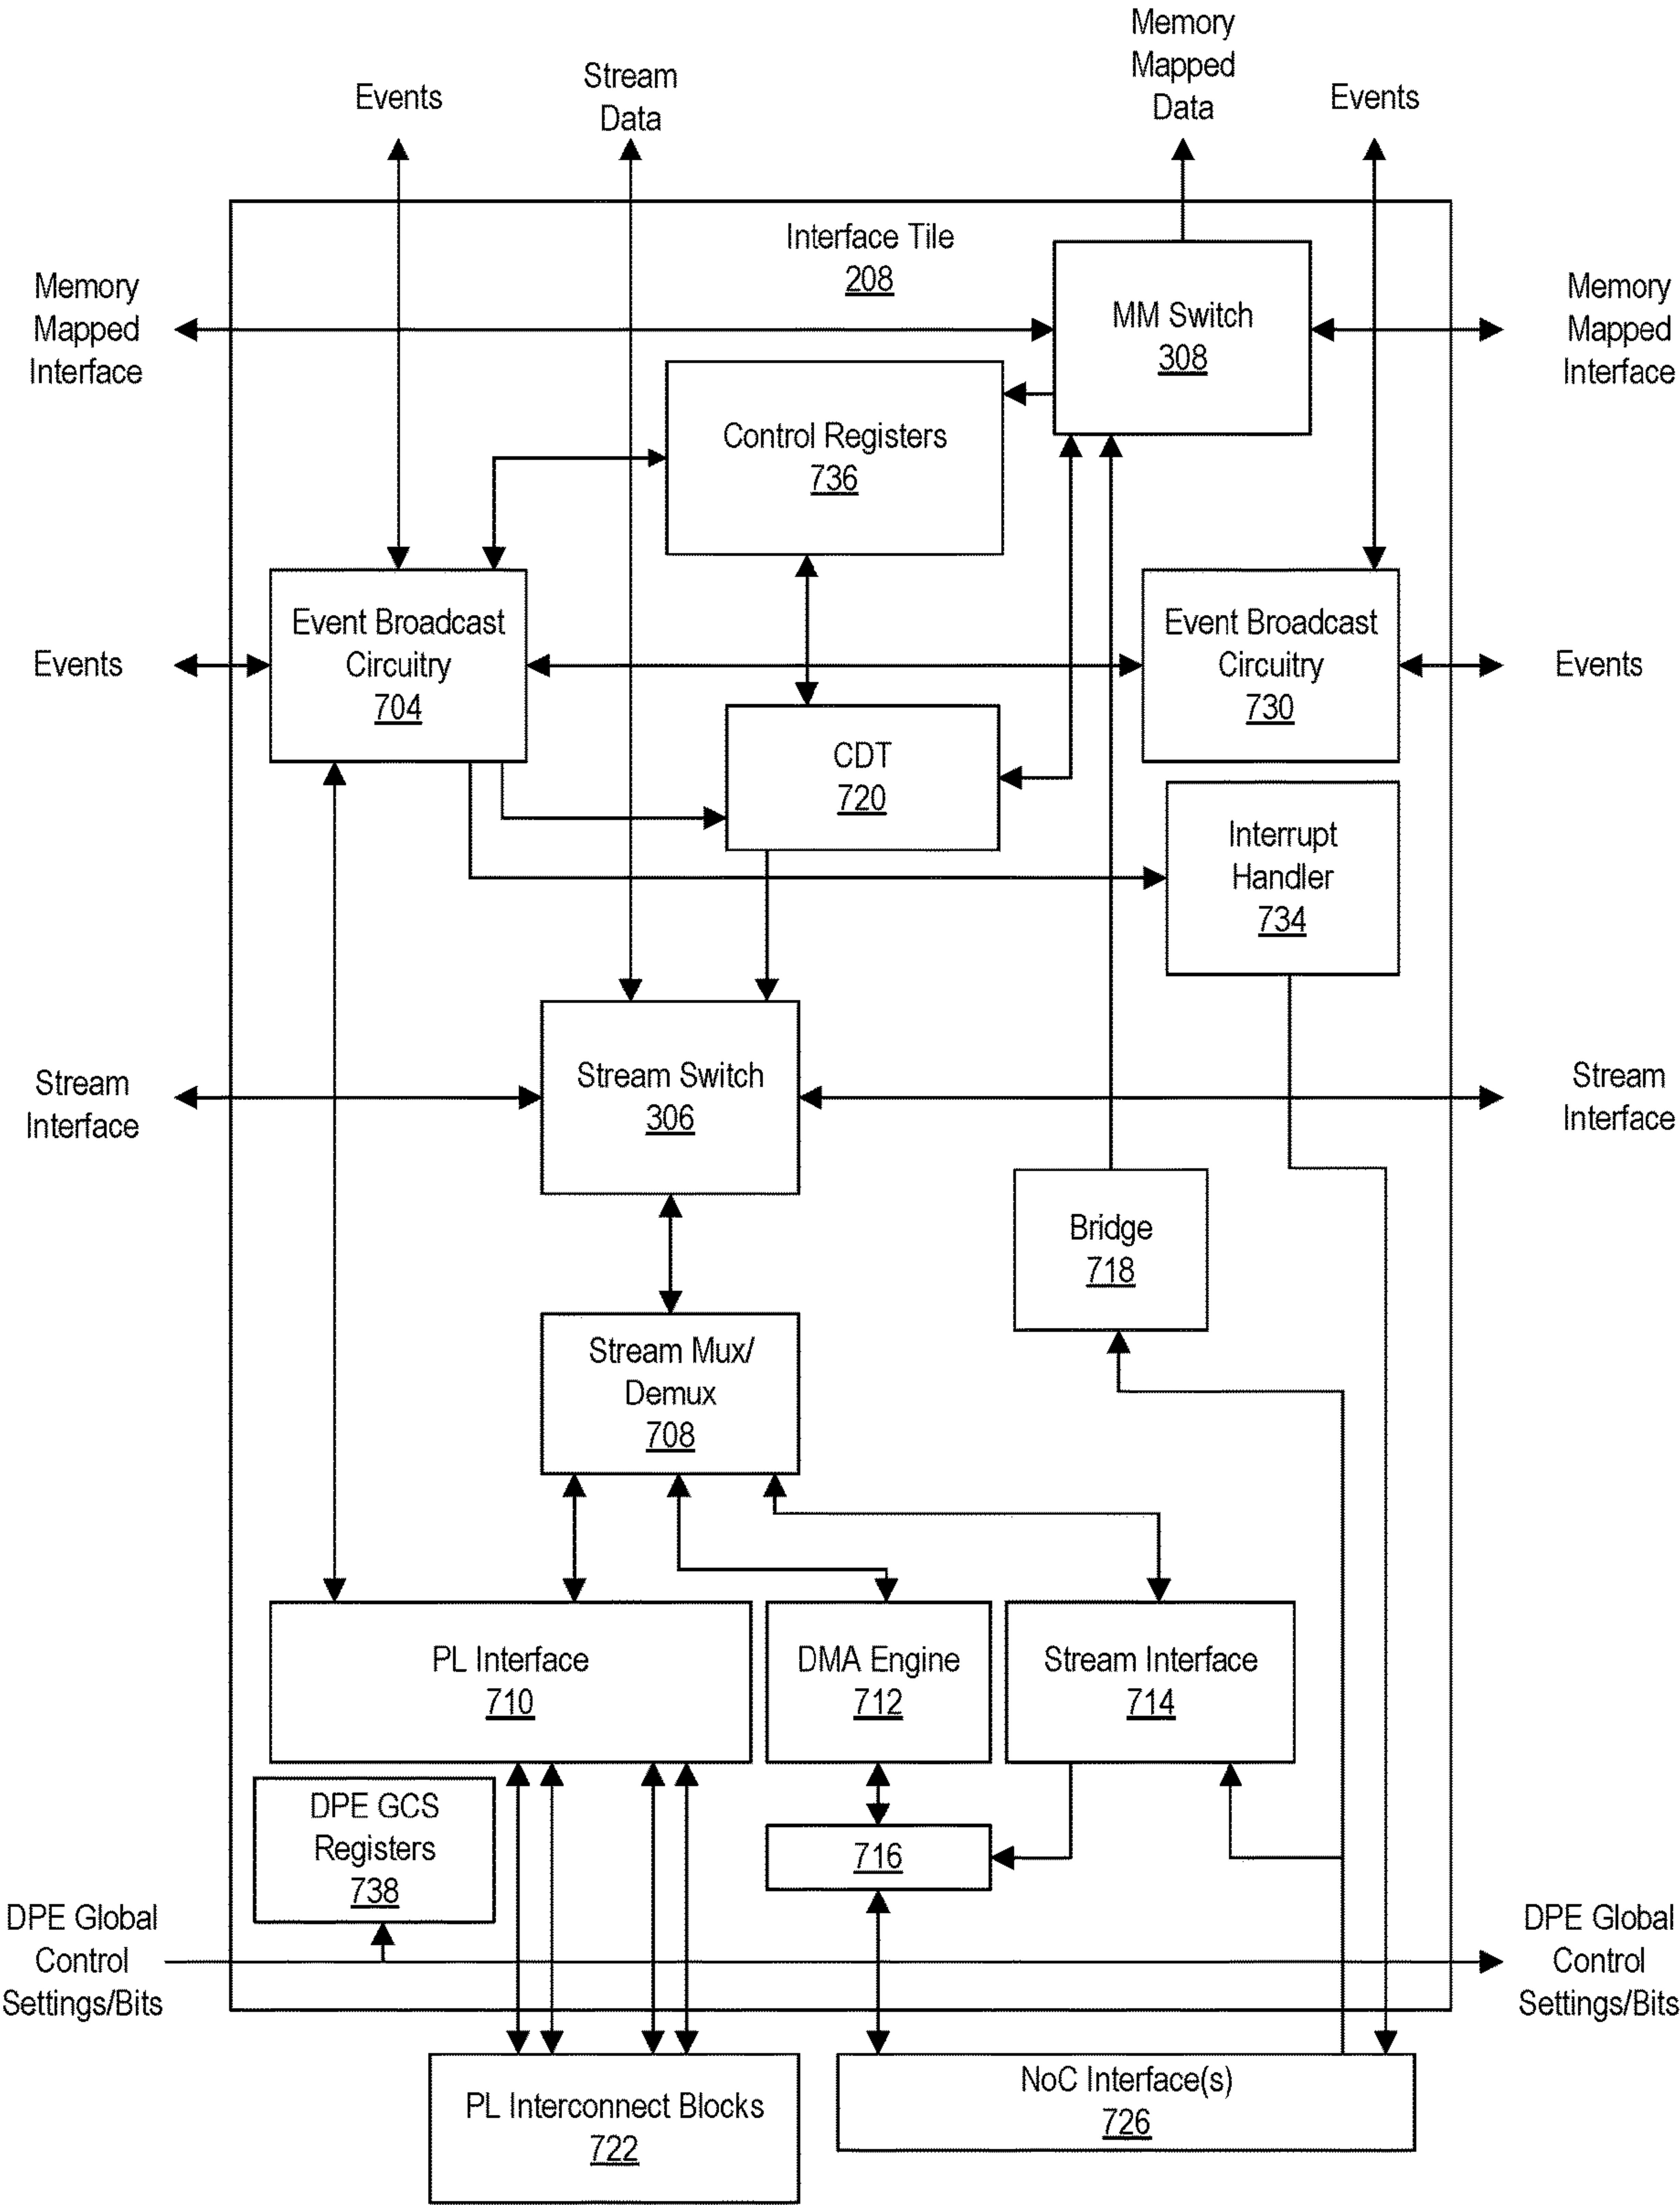 Memory
Mapped
Data
Events
Stream
Data
Events
Interface Tile
208
Memory
Mapped
Interface
MM Switch
308
Memory
Mapped
Interface
Control Registers
736
Events
Event Broadcast
Circuitry
704
Event Broadcast
Circuitry
730
Events
CDT
720
Interrupt
Handler
734
Stream
Interface
Stream Switch
306
Stream
Interface
Bridge
718
Stream Mux/
Demux
708
PL Interface
710
DMA Engine
712
Stream Interface
714
DPE GCS
Registers
738
716
DPE Global
Control
Settings/Bits
DPE Global
Control
Settings/Bits
PL Interconnect Blocks
722
NoC Interface(s)
726